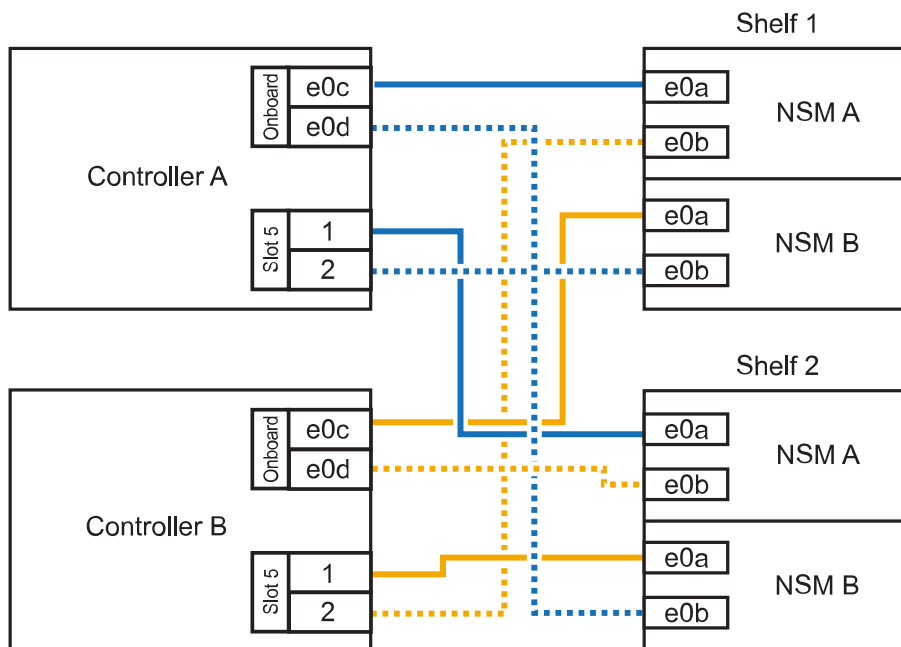 Controller A
Onboard
e0c
e0d
Slot 5
1
2
Controller B
Onboard
e0c
e0d
Slot 5
1
2
Shelf 1
e0a
e0b
NSM A
e0a
e0b
NSM B
Shelf 2
e0a
e0b
NSM A
e0a
e0b
NSM B